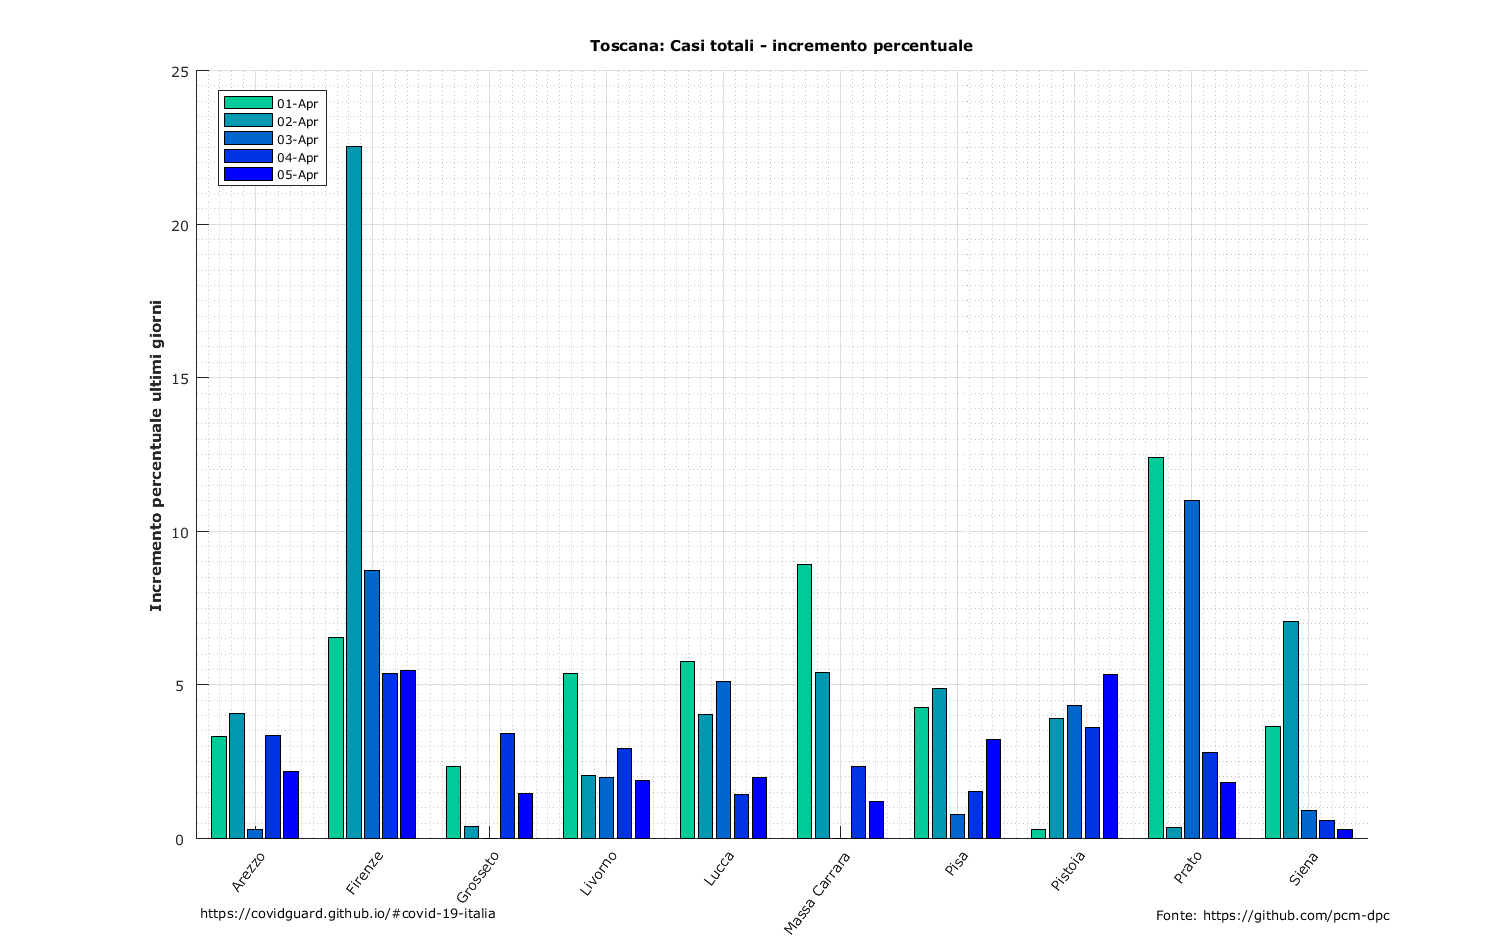 Toscana: Casi totali - incremento percentuale
25
20
15
10
5
0
Incremento percentuale ultimi giorni
01-Apr
02-Apr
03-Apr
04-Apr
05-Apr
Arezzo
Firenze
Grosseto
Livorno
Lucca
Massa Carrara
Pisa
Pistoia
Prato
Siena
https://covidguard.github.io/#covid-19-italia
Fonte: https://github.com/pcm-dpc